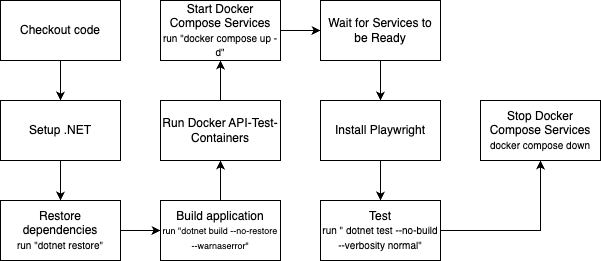 Checkout code
Setup .NET
Restore
dependencies
run "dotnet restore"
Build application
run "dotnet build --no-restore
--warnaserror"
Run Docker API-Test-
Containers
Start Docker
Compose Services
run "docker compose up -
d"
Wait for Services to
be Ready
Install Playwright
Test
run " dotnet test --no-build
--verbosity normal"
Stop Docker
Compose Services
docker compose down